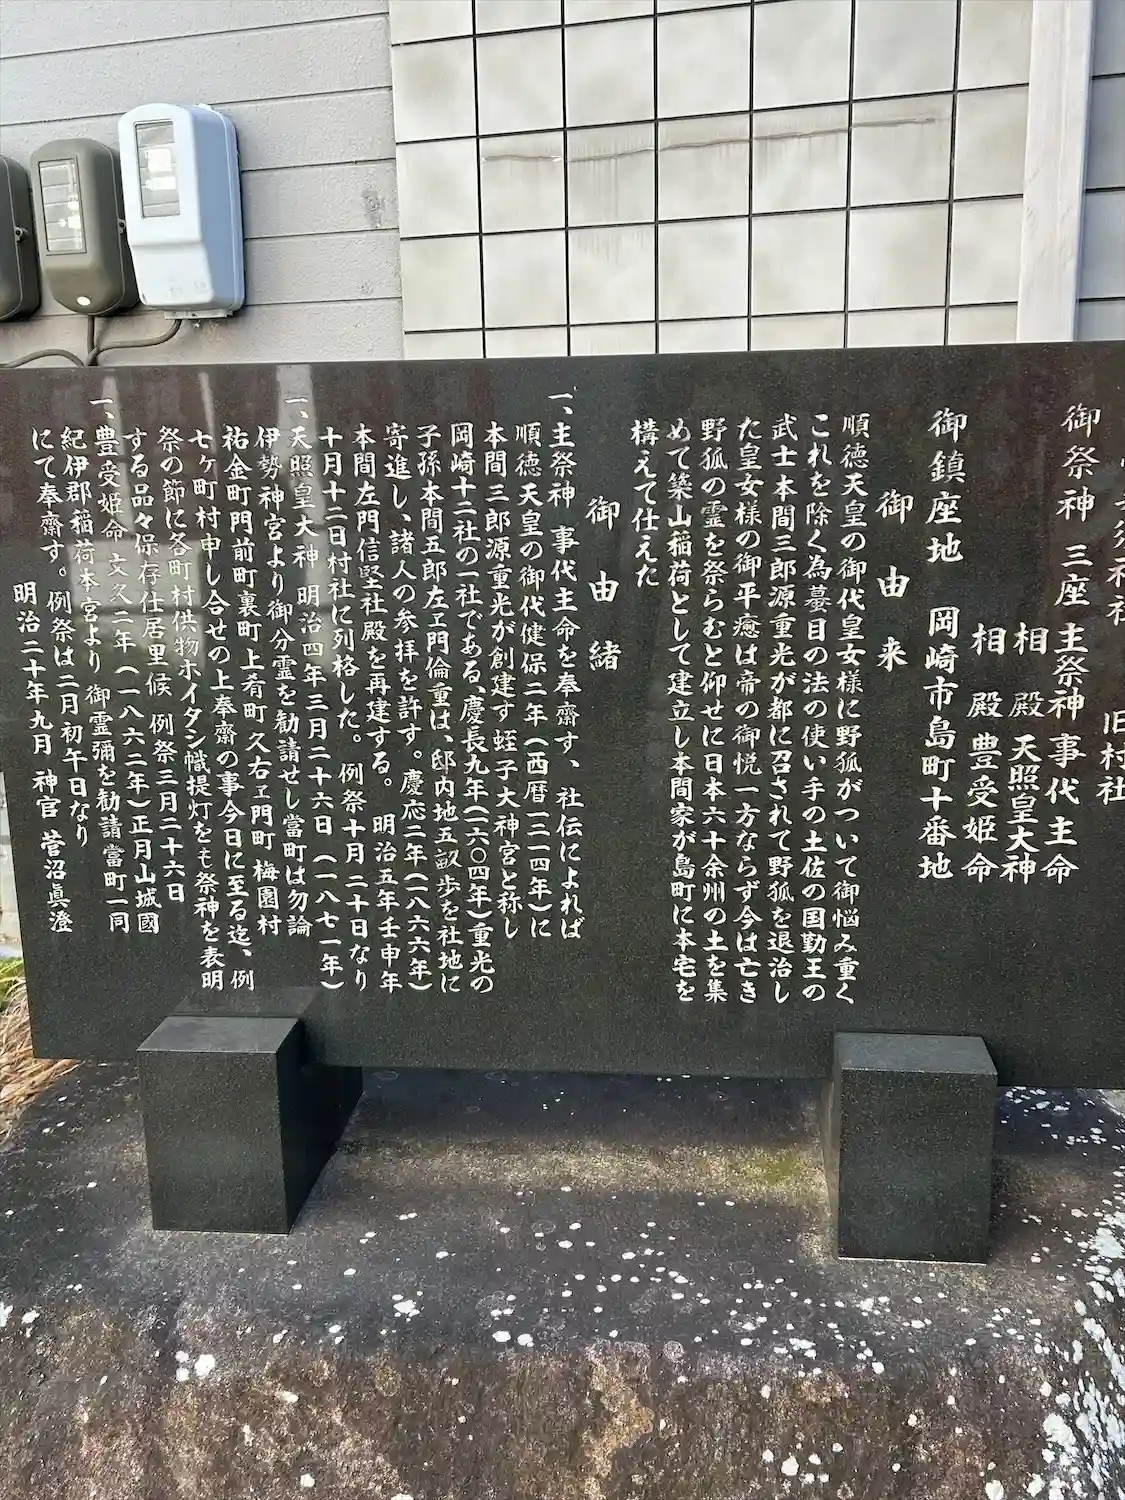 旧村社
御祭神 三座 主祭神 事代主命
相 殿 天照皇大神
相 殿 豊受姫命
御鎮座地 岡崎市島町十番地
御由来
順徳天皇の御代皇女様に野狐がついて御悩み重く
これを除く為蟇目の法の使い手の土佐の国勤王の
武士本間三郎源重光が都に召されて野狐を退治し
た皇女様の御平癒は帝の御悦一方ならず今は亡き
野狐の霊を祭らむと仰せに日本六十余州の土を集
めて築山稲荷として建立し本間家が島町に本宅を
構えて仕えた
御由緒
一、主祭神 事代主命を奉齋す、社伝によれば
順徳天皇の御代健保二年(西暦一二一四年)に
本間三郎源重光が創建す蛭子大神宮と称し
岡崎十二社の一社である、慶長九年(一六〇四年)重光の
子孫本間五郎左ヱ門倫重は、邸内地五畝歩を社地に
寄進し、諸人の参拝を許す。慶応二年(一八六六年)
本間左門信堅社殿を再建する。 明治五年壬申年
十月十二日村社に列格した。 例祭十月二十日なり
一、天照皇大神 明治四年三月二十六日(一八七一年)
伊勢神宮より御分霊を勧請せし當町は勿論
祐金町門前町裏町上肴町久右ヱ門町 梅園村
七ヶ町村申し合せの上奉齋の事今日に至る迄、例
祭の節に各町村供物ホイタン幟提灯をも祭神を表明
する品々保存仕居里候 例祭三月二十六日
一、豊受姫命 文久二年(一八六二年)正月山城國
紀伊郡稲荷本宮より 御霊彌を勧請當町一同
にて奉齋す。例祭は二月初午日なり
明治二十年九月 神官 菅沼眞澄